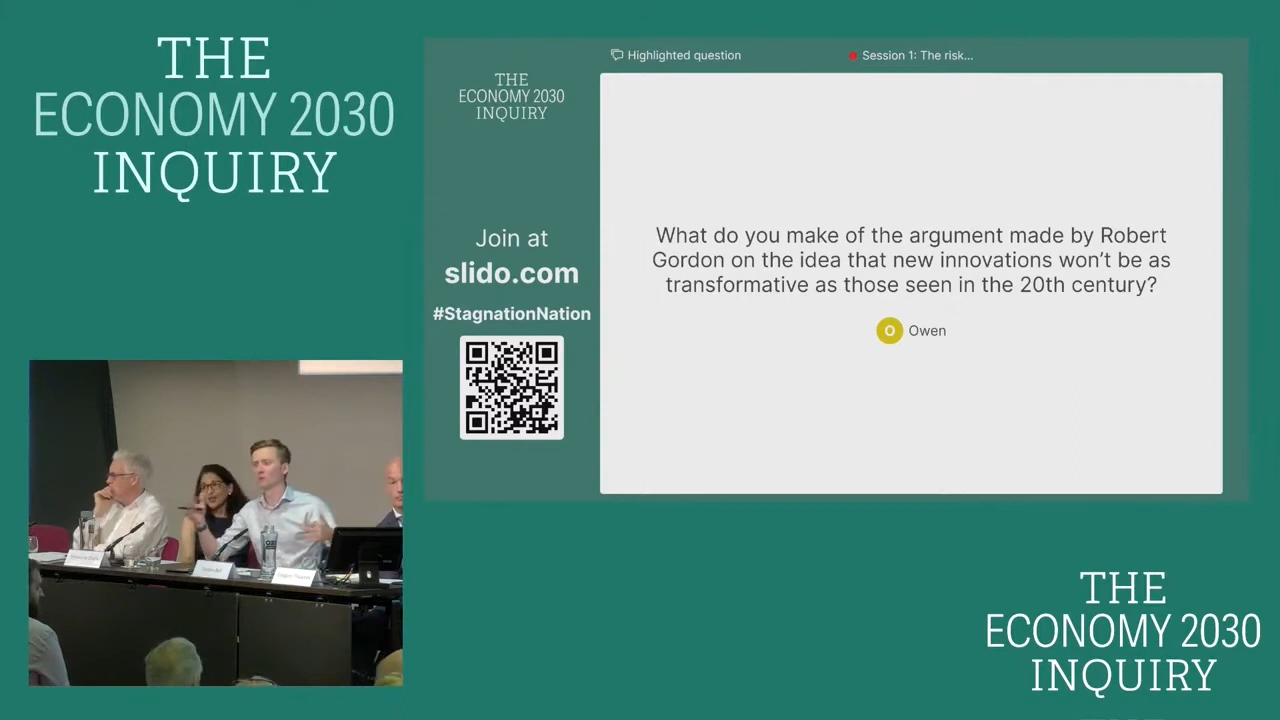 THE
ECONOMY 2030
INQUIRY
Highlighted question
Session 1: The risk...
THE
ECONOMY 2030
INQUIRY
Join at
slido.com
#StagnationNation
What do you make of the argument made by Robert
Gordon on the idea that new innovations won't be as
transformative as those seen in the 20th century?
O Owen
THE
ECONOMY 2030
INQUIRY